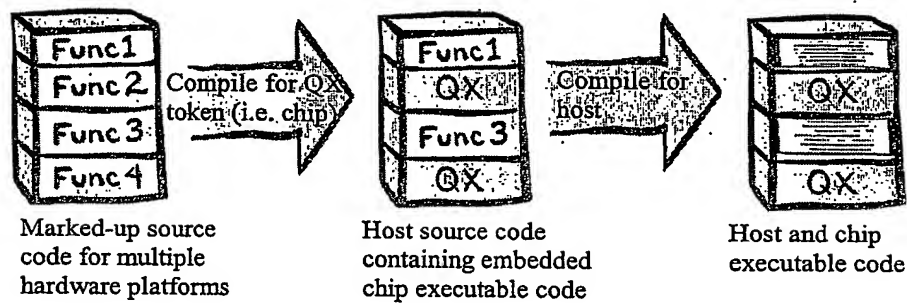 Func1
Func2
Func3
Func4
Compile for QX
token (i.e. chip)
Func1
QX
Func3
QX
Compile for
host
QX
QX
Marked-up source
code for multiple
hardware platforms
Host source code
containing embedded
chip executable code
Host and chip
executable code